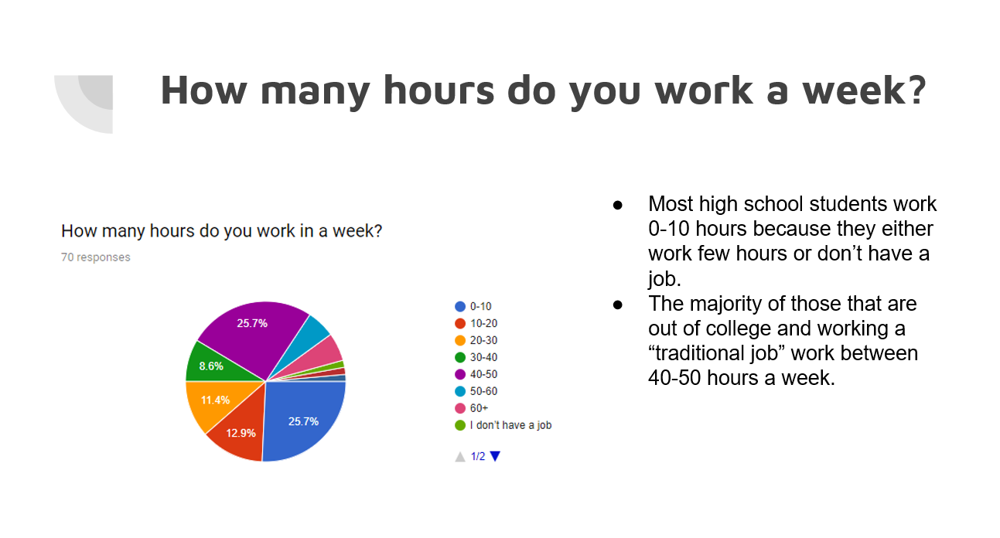 How many hours do you work a week?
How many hours do you work in a week?
70 responses
25.7%
8.6%
11.4%
12.9%
25.7%
0-10
10-20
20-30
30-40
40-50
50-60
60+
I don't have a job
1/2
● Most high school students work
0-10 hours because they either
work few hours or don’t have a
job.
● The majority of those that are
out of college and working a
“traditional job” work between
40-50 hours a week.